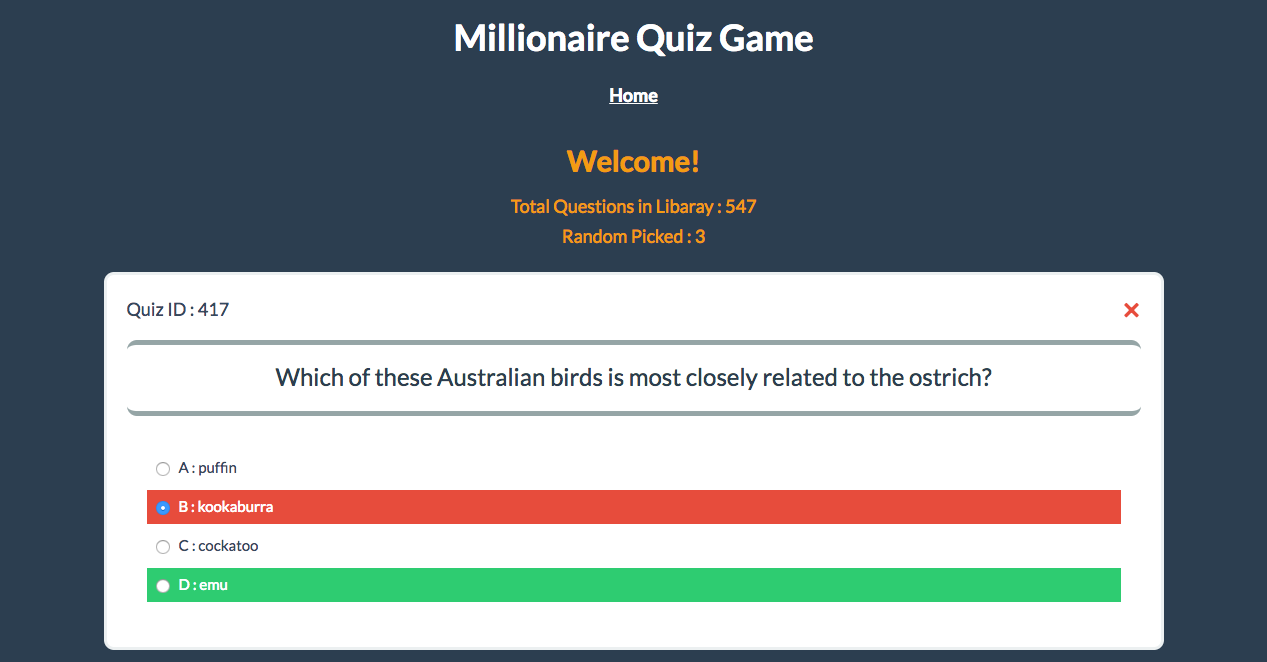 Millionaire Quiz Game
Home
Welcome!
Total Questions in Libaray : 547
Random Picked : 3
Quiz ID : 417
Which of these Australian birds is most closely related to the ostrich?
A : puffin
B : kookaburra
C : cockatoo
D : emu